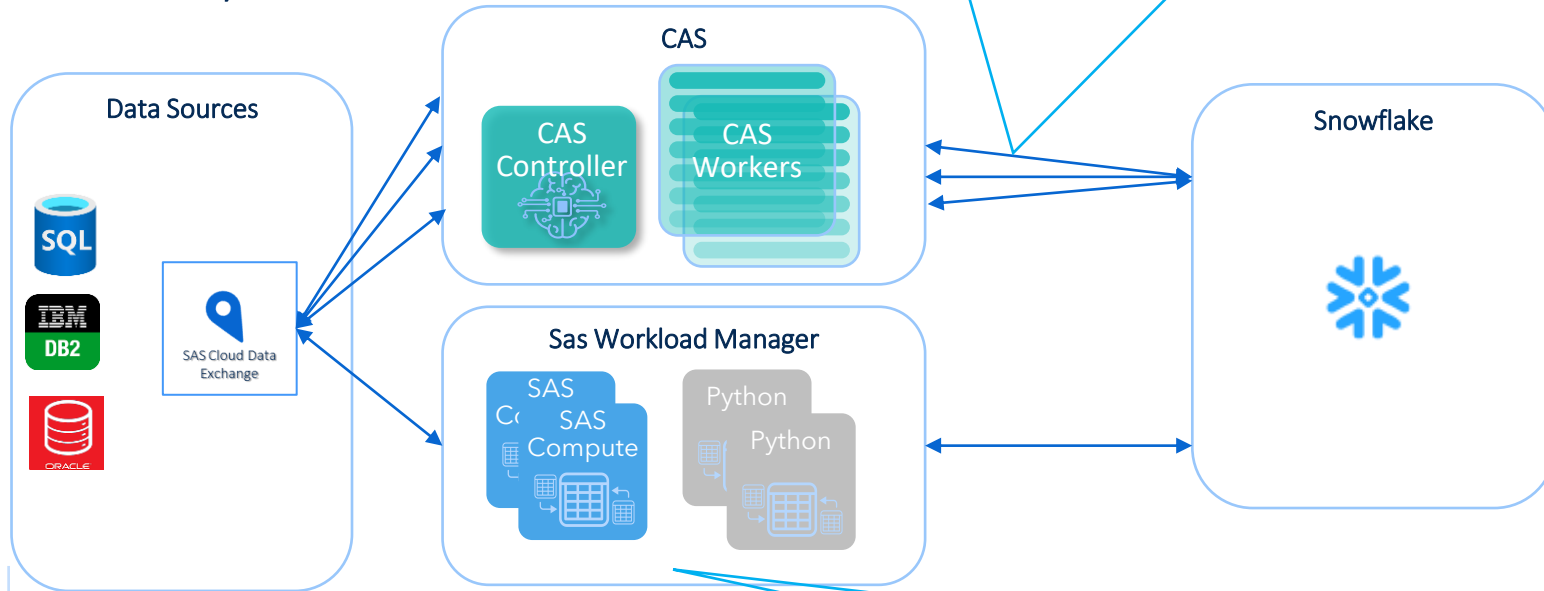 CAS
Data Sources
Snowflake
CAS
Controller
CAS
Workers
SQL
IBM
DB2
ORACLE
SAS Cloud Data
Exchange
Sas Workload Manager
SAS
SAS
Compute
Python
Python